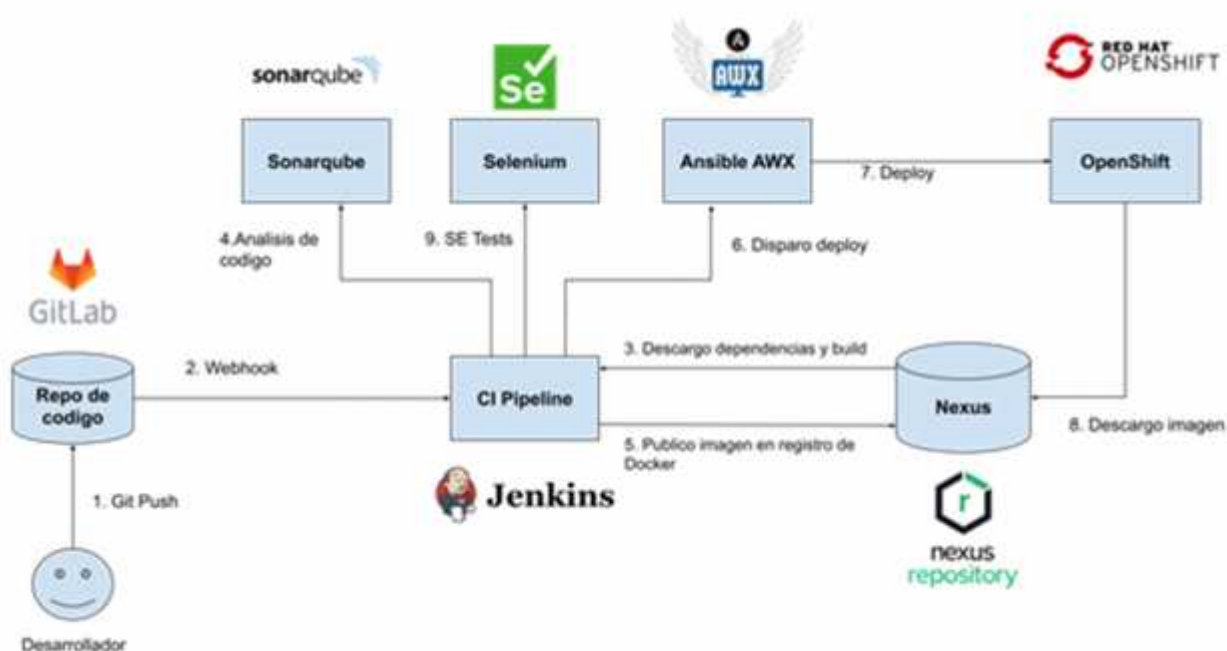 sonarqube
Se
A
AWX
RED HAT
OPENSHIFT
Sonarqube
Selenium
Ansible AWX
7. Deploy
OpenShift
4.Analisis de
codigo
9. SE Tests
6. Disparo deploy
GitLab
2. Webhook
3. Descargo dependencias y build
Repo de
codigo
CI Pipeline
Nexus
8. Descargo imagen
5. Publico imagen en registro de
Docker
Jenkins
1. Git Push
r
nexus
repository
Desarrollador